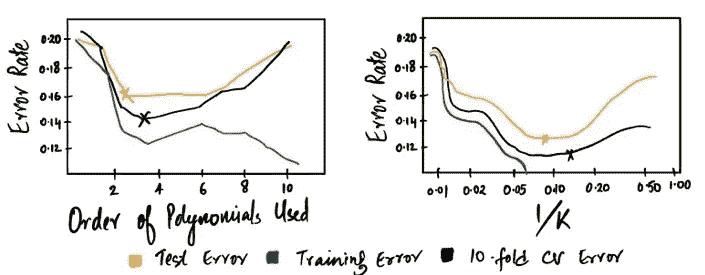 Error Rate
0.20
0.18
0.16
0.14
0.12
2 4 6 8 10
Order of Polynomials Used
Error Rate
0.20
0.18
0.16
0.14
0.12
0.01 0.02 0.05 0.10 0.20 0.50 1.00
1/K
Test Error Training Error 10-fold CV Error